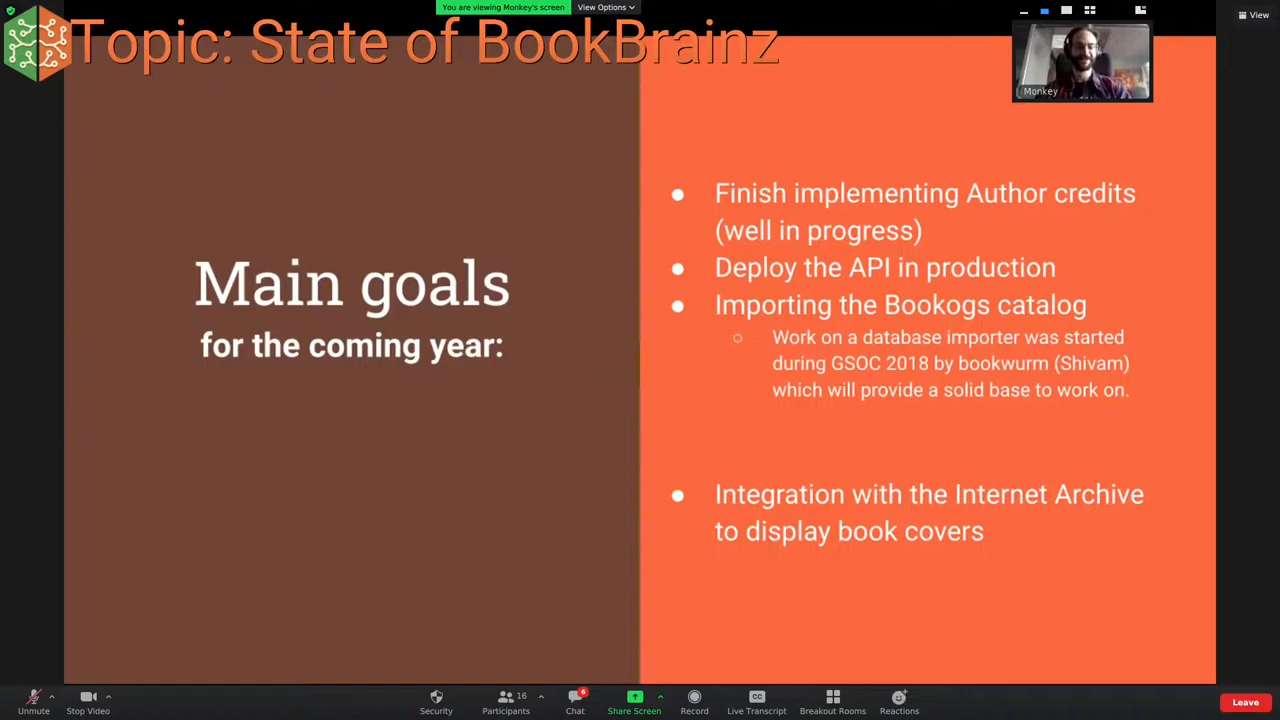 You are viewing Monkey's screen
View Options
View
Topic: State of BookBrainz
Monkey
Main goals
for the coming year:
● Finish implementing Author credits
(well in progress)
● Deploy the API in production
● Importing the Bookogs catalog
○ Work on a database importer was started
during GSOC 2018 by bookwurm (Shivam)
which will provide a solid base to work on.
● Integration with the Internet Archive
to display book covers
Unmute
Stop Video
Security
16
Participants
6
Chat
Share Screen
Record
CC
Live Transcript
Breakout Rooms
Reactions
Leave